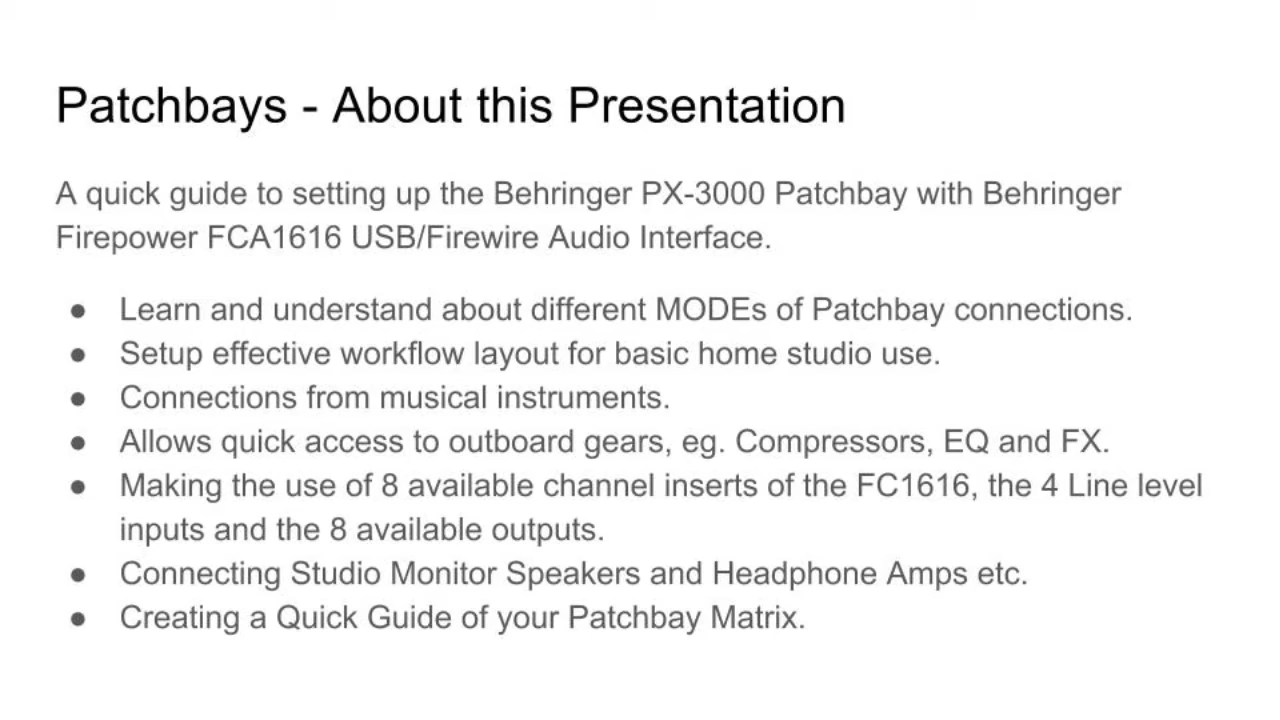 Patchbays - About this Presentation
A quick guide to setting up the Behringer PX-3000 Patchbay with Behringer
Firepower FCA1616 USB/Firewire Audio Interface.
● Learn and understand about different MODEs of Patchbay connections.
● Setup effective workflow layout for basic home studio use.
● Connections from musical instruments.
● Allows quick access to outboard gears, eg. Compressors, EQ and FX.
● Making the use of 8 available channel inserts of the FC1616, the 4 Line level
inputs and the 8 available outputs.
● Connecting Studio Monitor Speakers and Headphone Amps etc.
● Creating a Quick Guide of your Patchbay Matrix.